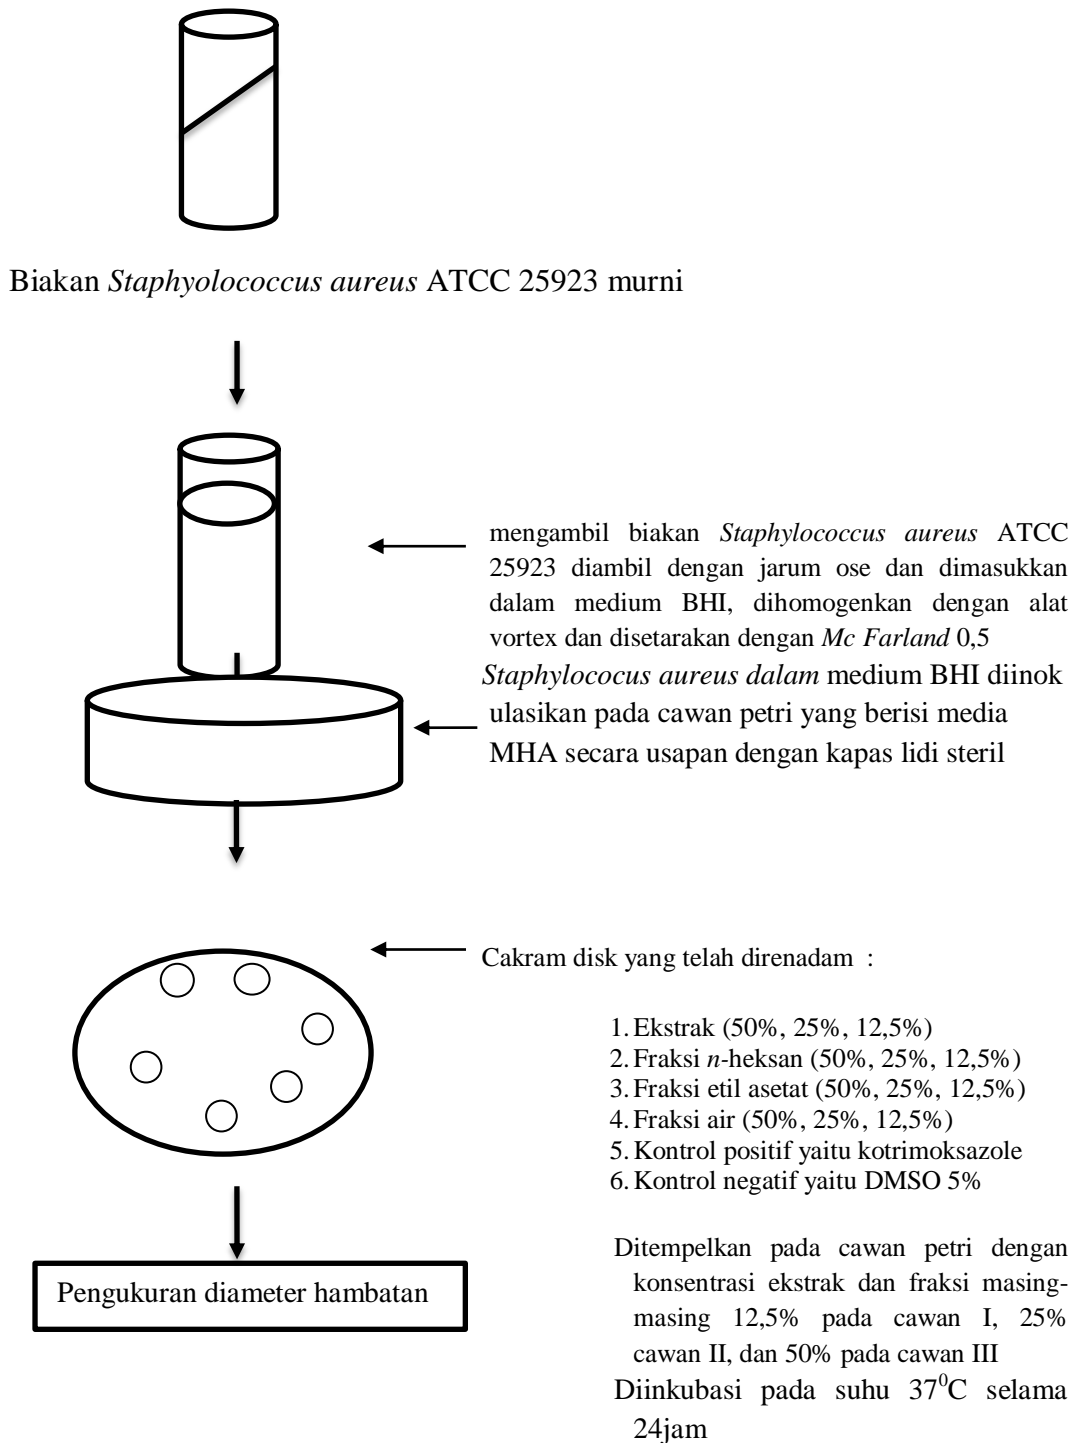 Biakan Staphyolococcus aureus ATCC 25923 murni
mengambil biakan Staphylococcus aureus ATCC
25923 diambil dengan jarum ose dan dimasukkan
dalam medium BHI, dihomogenkan dengan alat
vortex dan disetarakan dengan Mc Farland 0,5
Staphylococus aureus dalam medium BHI diinok
ulasikan pada cawan petri yang berisi media
MHA secara usapan dengan kapas lidi steril
Cakram disk yang telah direnadam :
1. Ekstrak (50%, 25%, 12,5%)
2. Fraksi n-heksan (50%, 25%, 12,5%)
3. Fraksi etil asetat (50%, 25%, 12,5%)
4. Fraksi air (50%, 25%, 12,5%)
5. Kontrol positif yaitu kotrimoksazole
6. Kontrol negatif yaitu DMSO 5%
Ditempelkan pada cawan petri dengan
konsentrasi ekstrak dan fraksi masing-
masing 12,5% pada cawan I, 25%
cawan II, dan 50% pada cawan III
Diinkubasi pada suhu 37⁰C selama
24jam
Pengukuran diameter hambatan